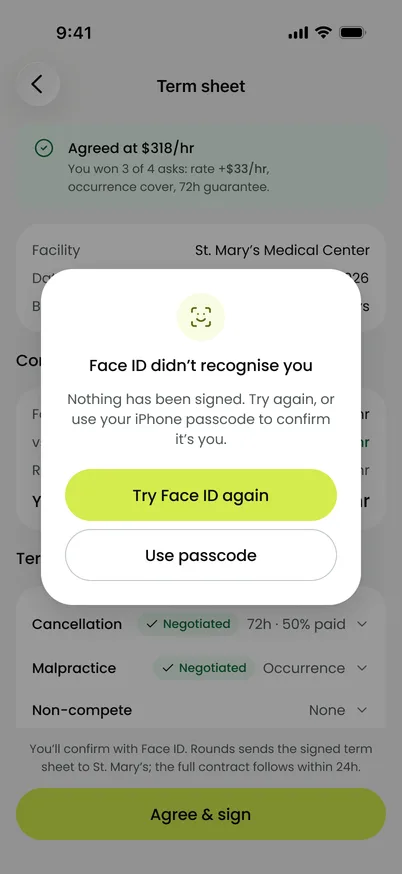 9:41
Term sheet
Agreed at $318/hr
You won 3 of 4 asks: rate +$33/hr,
occurrence cover, 72h guarantee.
Facility St. Mary's Medical Center
Face ID didn't recognise you
Nothing has been signed. Try again, or
use your iPhone passcode to confirm
it's you.
Try Face ID again
Use passcode
Cancellation Negotiated 72h · 50% paid
Malpractice Negotiated Occurrence
Non-compete None
You'll confirm with Face ID. Rounds sends the signed term
sheet to St. Mary's; the full contract follows within 24h.
Agree & sign